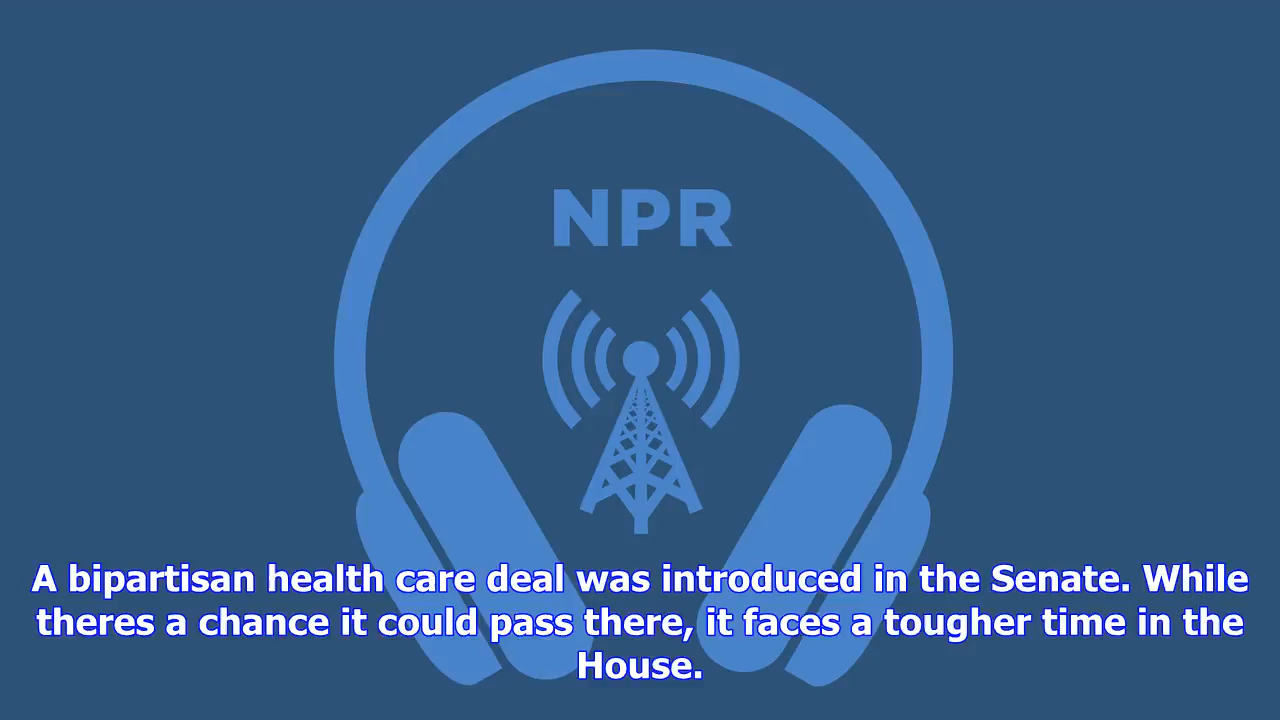 NPR
A bipartisan health care deal was introduced in the Senate. While
theres a chance it could pass there, it faces a tougher time in the
House.